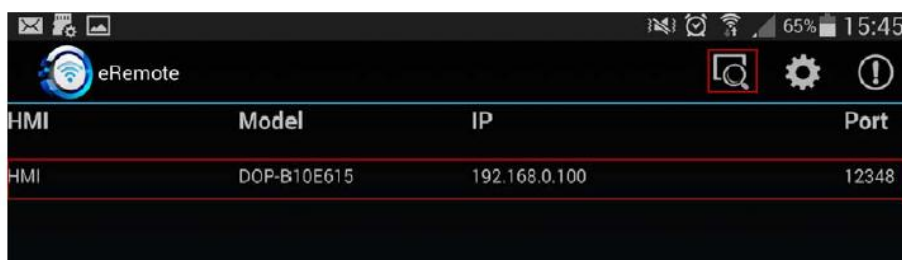 65% 15:45
eRemote
HMI Model IP Port
HMI DOP-B10E615 192.168.0.100 12348